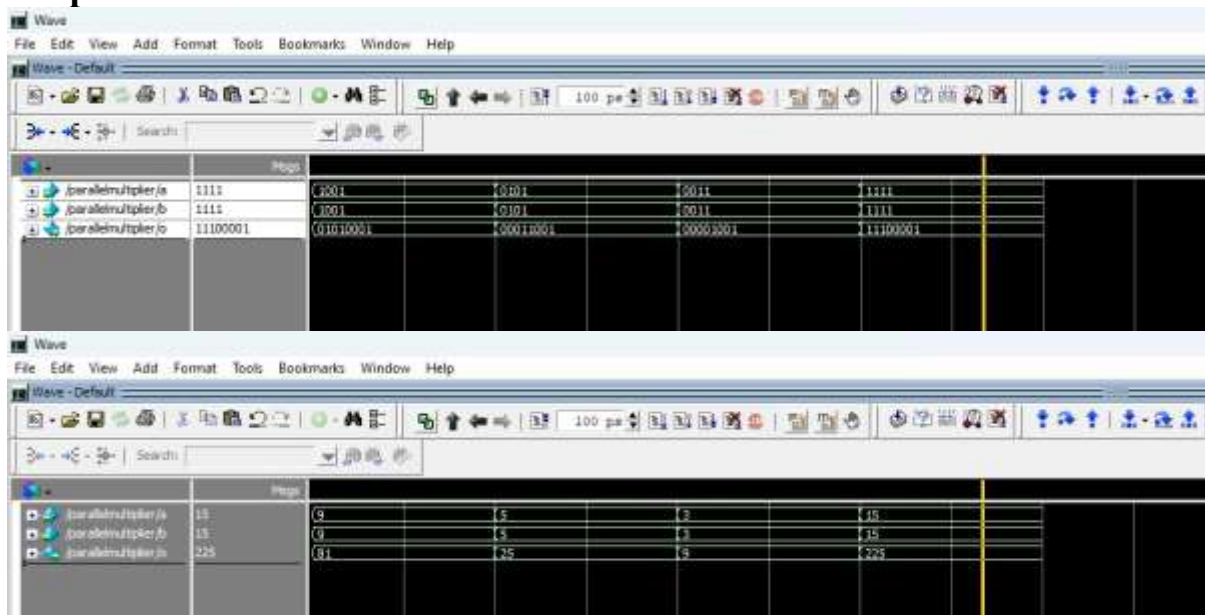 Wave
File Edit View Add Format Tools Bookmarks Window Help
Wave - Default
100 ps
Search:
Msgs
/parallelmultiplier/a 1111 1001 0101 0011 1111
/parallelmultiplier/b 1111 1001 0101 0011 1111
/parallelmultiplier/o 11100001 01010001 00011001 00001001 11100001
Wave
File Edit View Add Format Tools Bookmarks Window Help
Wave - Default
100 ps
Search:
Msgs
/parallelmultiplier/a 15 9 5 3 15
/parallelmultiplier/b 15 9 5 3 15
/parallelmultiplier/o 225 81 25 9 225